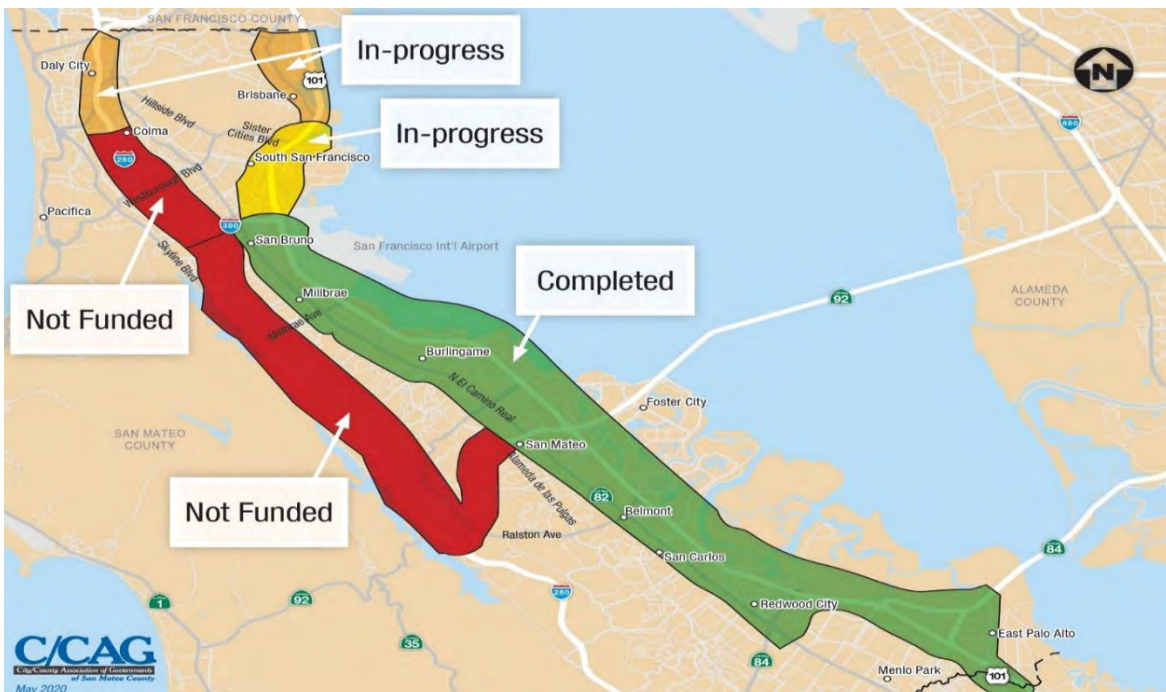 SAN FRANCISCO COUNTY
Daly City
In-progress
101
Brisbane
N
680
Hillside Blvd
Sister
Cities Blvd
In-progress
Colma
280
South San Francisco
Westborough Blvd
Pacifica
380
San Bruno
San Francisco Int'l Airport
Skyline Blvd
Completed
Not Funded
Millbrae
92
ALAMEDA
COUNTY
Millbrae Ave
Burlingame
N El Camino Real
Foster City
SAN MATEO
COUNTY
San Mateo
Alameda de las Pulgas
Not Funded
82
Belmont
Ralston Ave
San Carlos
84
280
1
92
Redwood City
35
East Palo Alto
84
Menlo Park
101
C/CAG
City/County Association of Governments
of San Mateo County
May 2020